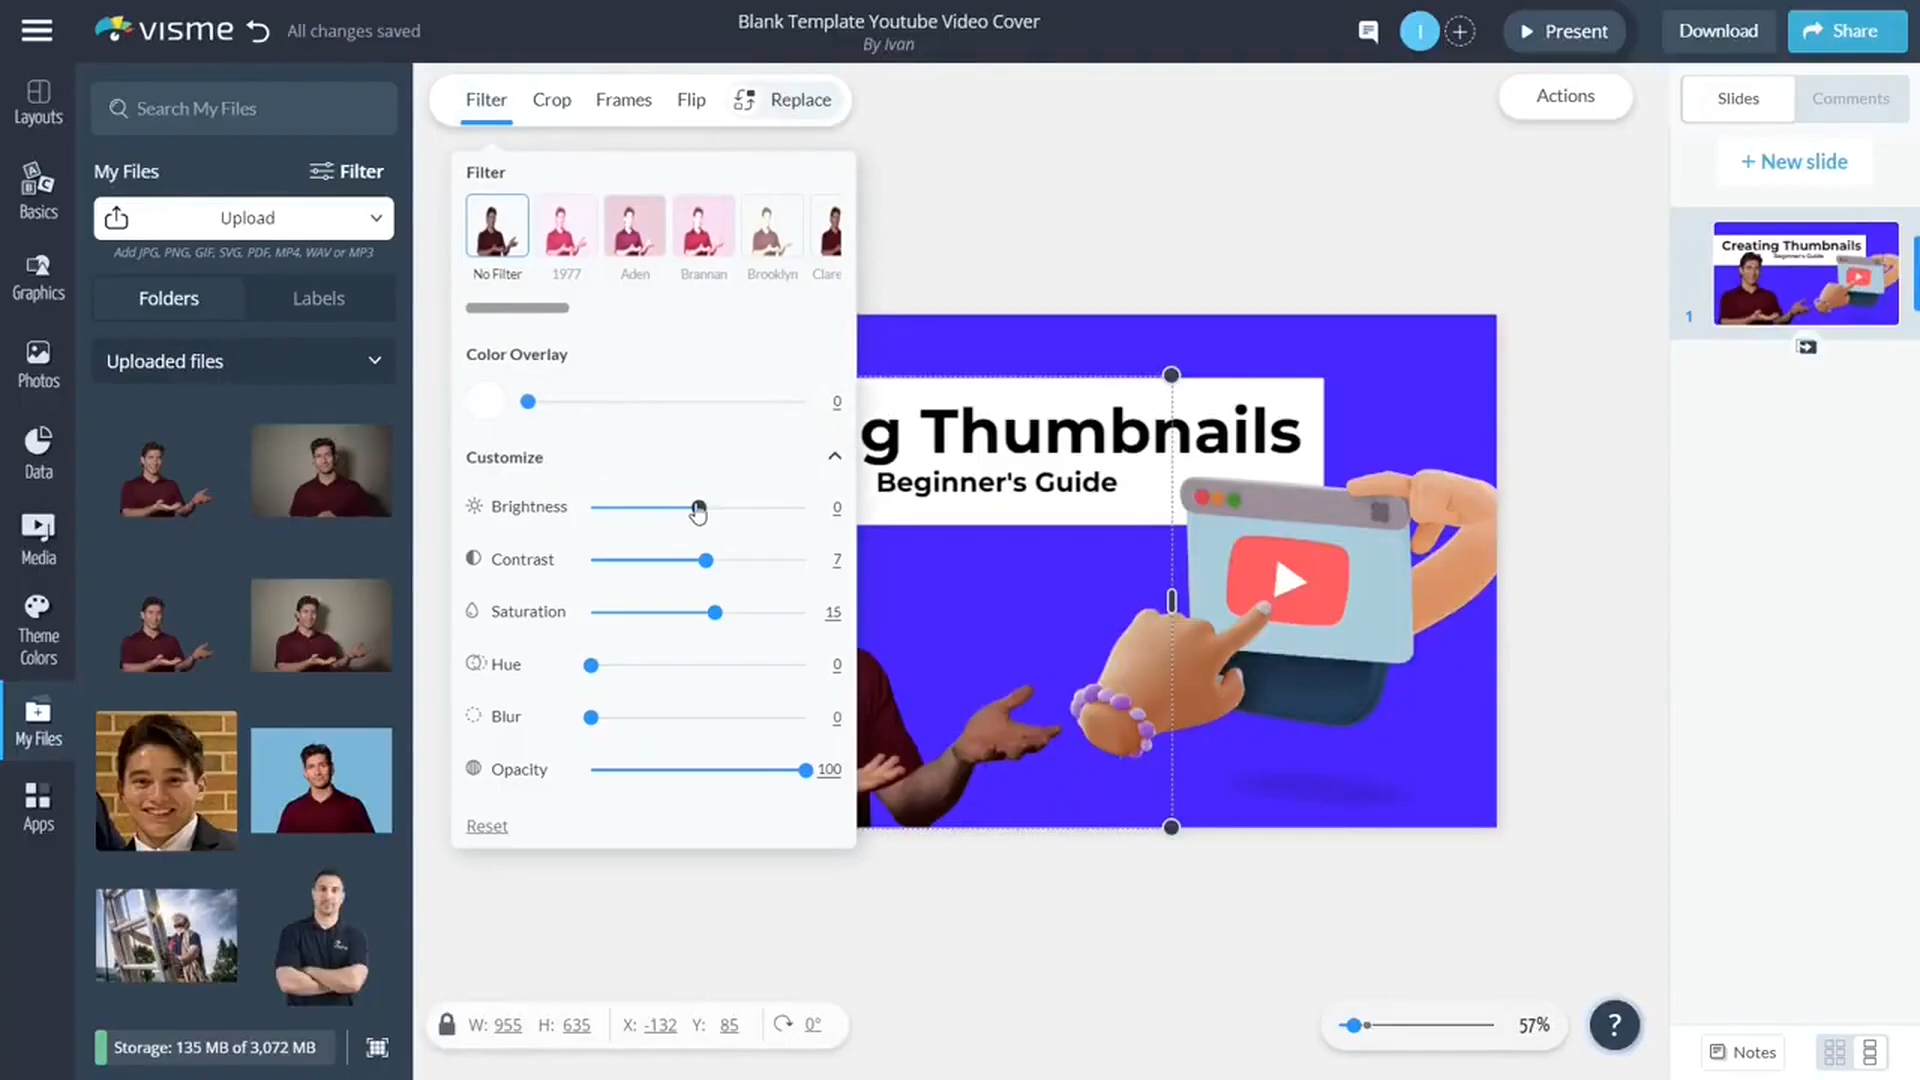 visme
All changes saved
Blank Template Youtube Video Cover
By Ivan
I
Present
Download
Share
Layouts
Basics
Graphics
Photos
Data
Media
Theme
Colors
My Files
Apps
Search My Files
My Files
Filter
Upload
Add JPG, PNG, GIF, SVG, PDF, MP4, WAV or MP3
Folders
Labels
Uploaded files
Storage: 135 MB of 3,072 MB
Filter
Crop
Frames
Flip
Replace
Actions
Filter
No Filter
1977
Aden
Brannan
Brooklyn
Clare
Color Overlay
0
Customize
Brightness 0
Contrast 7
Saturation 15
Hue 0
Blur 0
Opacity 100
Reset
g Thumbnails
Beginner's Guide
W: 955 H: 635 X: -132 Y: 85 0°
57%
?
Slides
Comments
+ New slide
Creating Thumbnails
Beginner's Guide
1
Notes